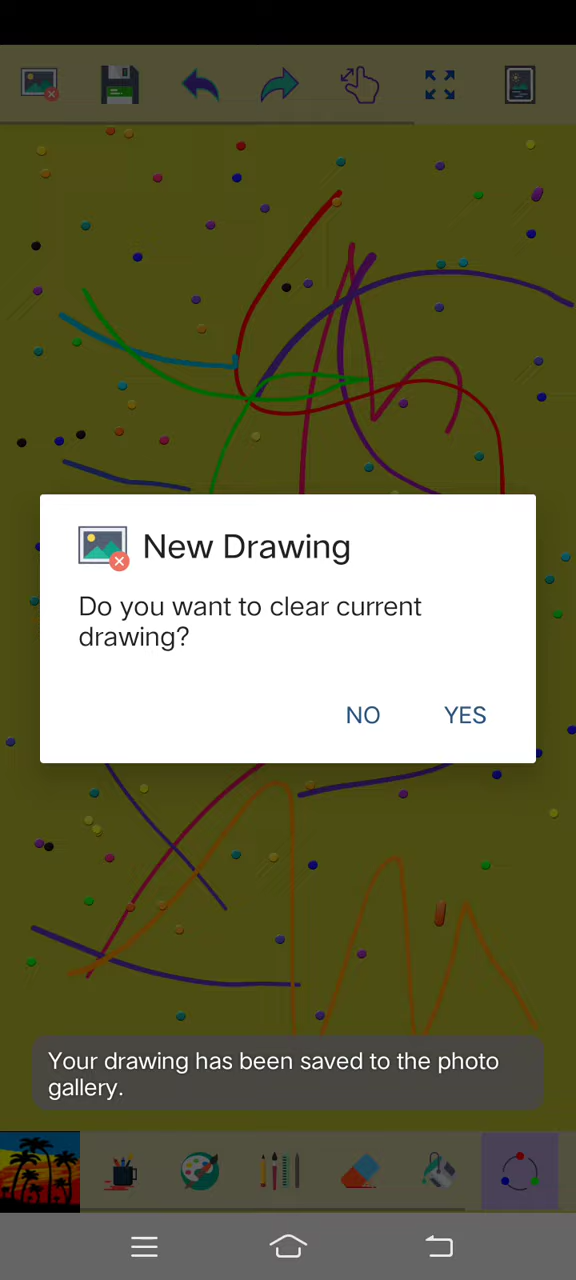 New Drawing
Do you want to clear current
drawing?
NO YES
Your drawing has been saved to the photo
gallery.